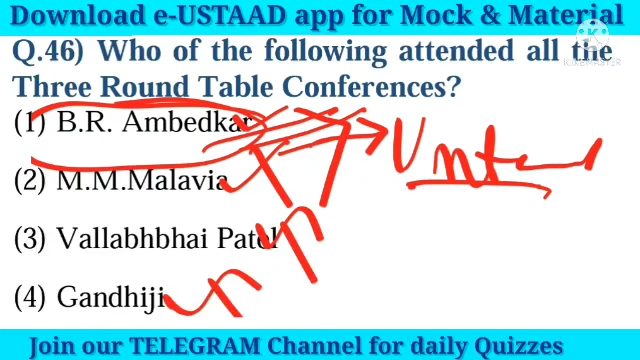 Download e-USTAAD app for Mock & Material
Q.46) Who of the following attended all the
Three Round Table Conferences?
(1) B.R. Ambedkar
(2) M.M.Malavia
(3) Vallabhbhai Patel
(4) Gandhiji
KINEMASTER
Join our TELEGRAM Channel for daily Quizzes